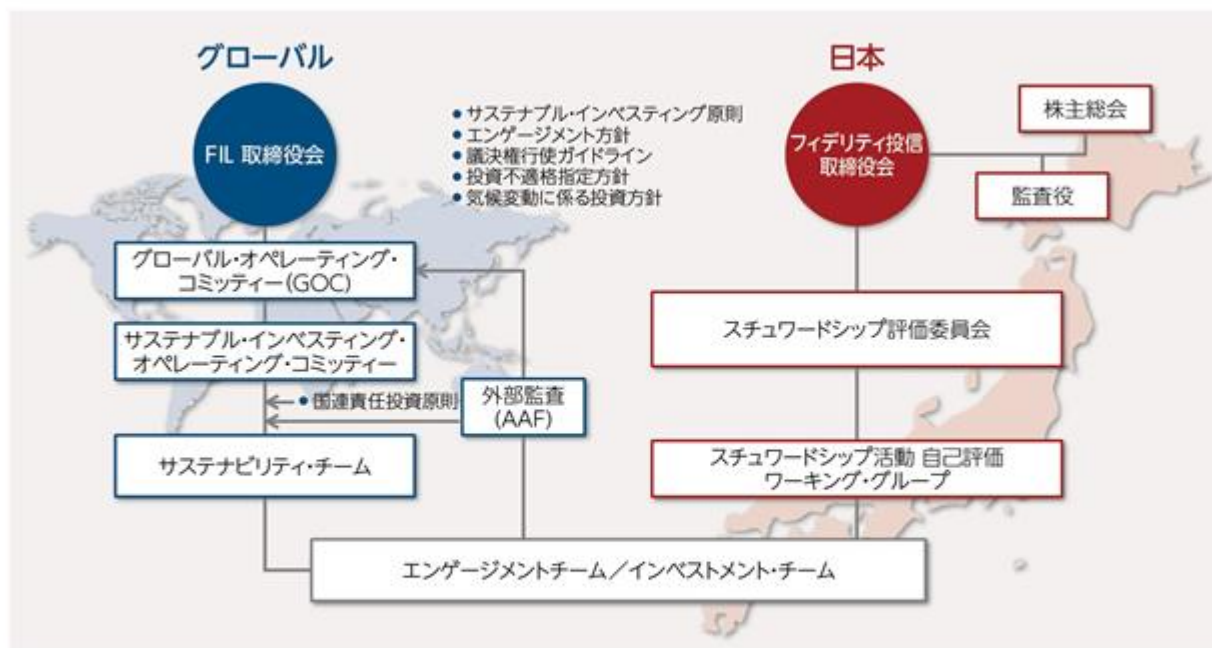 グローバル
FIL 取締役会
● サステナブル・インベスティング原則
● エンゲージメント方針
● 議決権行使ガイドライン
● 投資不適格指定方針
● 気候変動に係る投資方針
グローバル・オペレーティング・
コミッティー(GOC)
サステナブル・インベスティング・
オペレーティング・コミッティー
● 国連責任投資原則
外部監査
(AAF)
サステナビリティ・チーム
日本
フィデリティ投信
取締役会
株主総会
監査役
スチュワードシップ評価委員会
スチュワードシップ活動 自己評価
ワーキング・グループ
エンゲージメントチーム/インベストメント・チーム